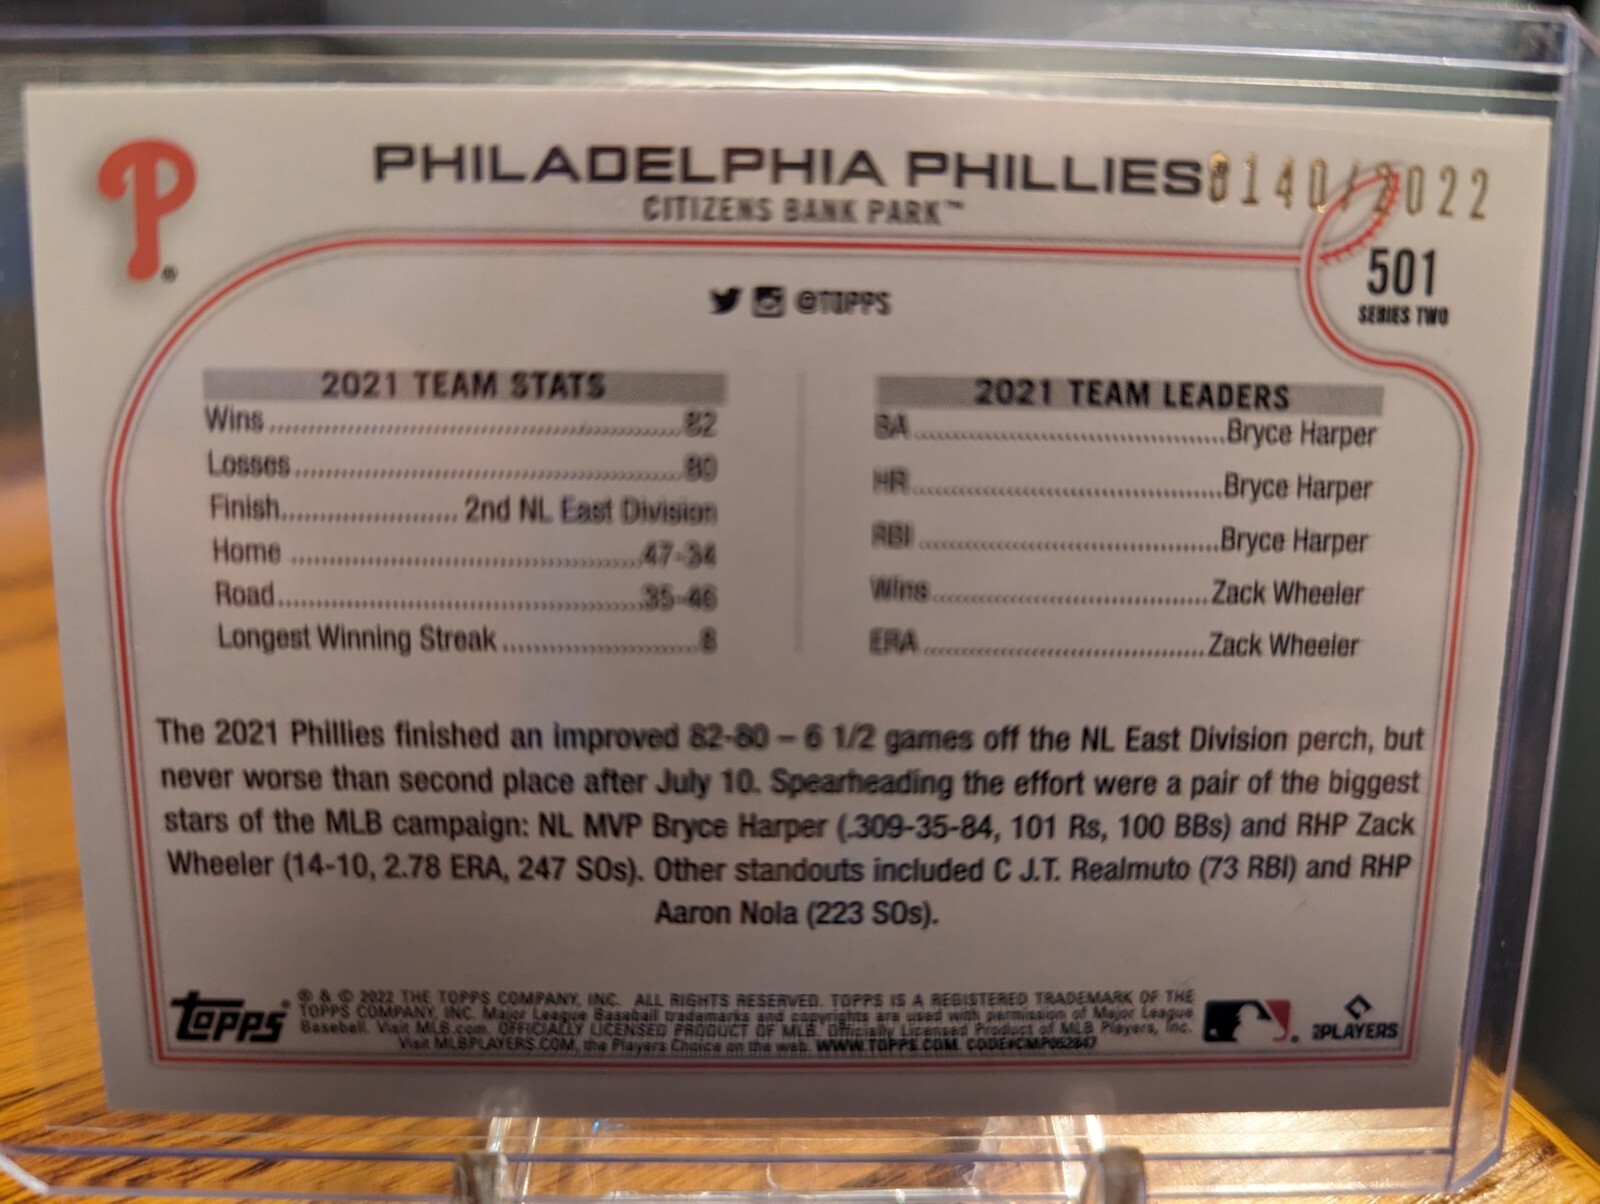 P
PHILADELPHIA PHILLIES
0140/2022
CITIZENS BANK PARK™
501
SERIES TWO
@TOPPS
2021 TEAM STATS
Wins 82
Losses 80
Finish 2nd NL East Division
Home 47-34
Road 35-46
Longest Winning Streak 8
2021 TEAM LEADERS
BA Bryce Harper
HR Bryce Harper
RBI Bryce Harper
Wins Zack Wheeler
ERA Zack Wheeler
The 2021 Phillies finished an improved 82-80 – 6 1/2 games off the NL East Division perch, but
never worse than second place after July 10. Spearheading the effort were a pair of the biggest
stars of the MLB campaign: NL MVP Bryce Harper (.309-35-84, 101 Rs, 100 BBs) and RHP Zack
Wheeler (14-10, 2.78 ERA, 247 SOs). Other standouts included C J.T. Realmuto (73 RBI) and RHP
Aaron Nola (223 SOs).
Topps
® & © 2022 THE TOPPS COMPANY, INC. ALL RIGHTS RESERVED. TOPPS IS A REGISTERED TRADEMARK OF THE
TOPPS COMPANY, INC. Major League Baseball trademarks and copyrights are used with permission of Major League
Baseball. Visit MLB.com. OFFICIALLY LICENSED PRODUCT OF MLB. Officially Licensed Product of MLB Players, Inc.
Visit MLBPLAYERS.COM, the Players Choice on the web. WWW.TOPPS.COM. CODE#CMP052847
PLAYERS